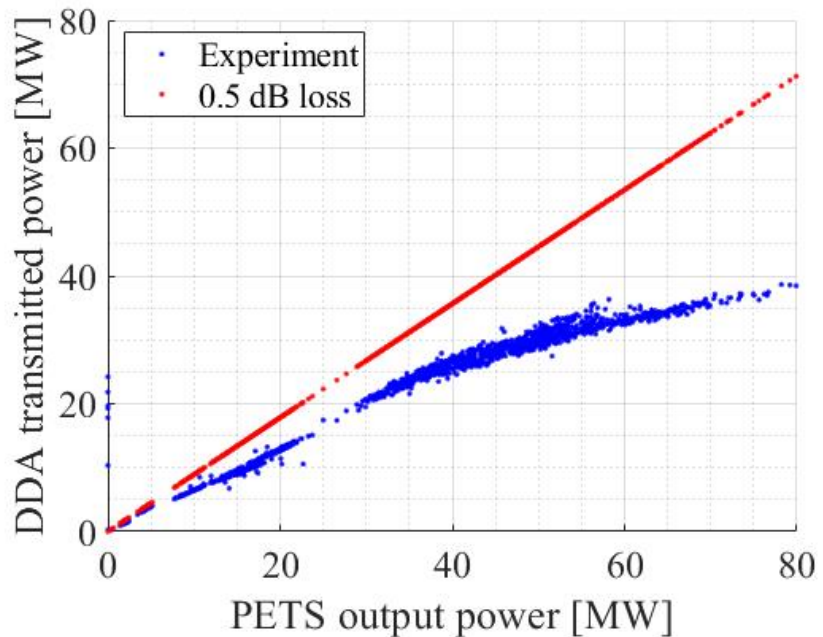 80
60
40
20
0
DDA transmitted power [MW]
Experiment
0.5 dB loss
0 20 40 60 80
PETS output power [MW]